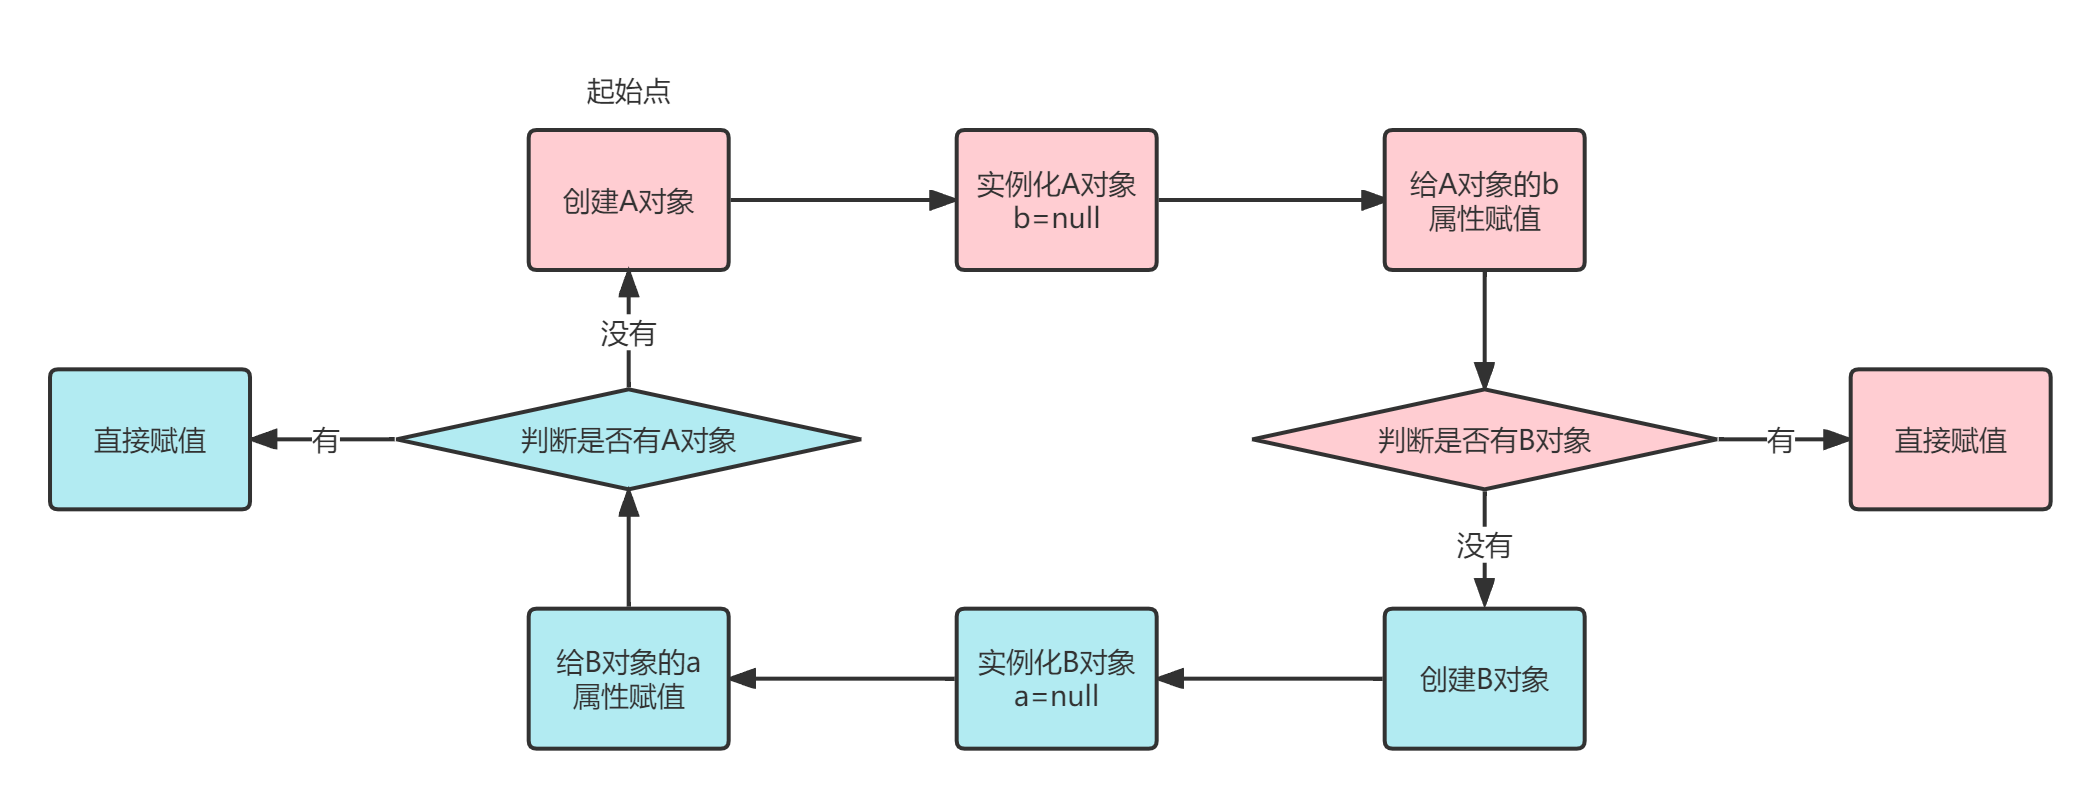 起始点
创建A对象
实例化A对象
b=null
给A对象的b
属性赋值
没有
直接赋值
有
判断是否有A对象
判断是否有B对象
有
直接赋值
没有
给B对象的a
属性赋值
实例化B对象
a=null
创建B对象